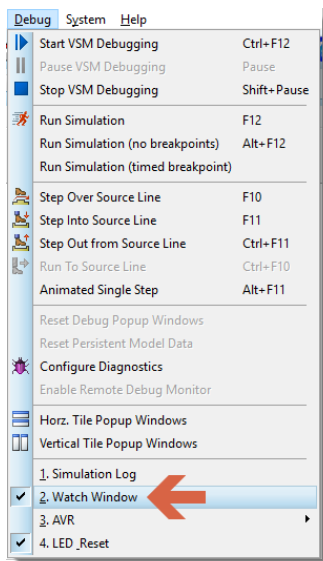 Debug System Help
Start VSM Debugging Ctrl+F12
Pause VSM Debugging Pause
Stop VSM Debugging Shift+Pause
Run Simulation F12
Run Simulation (no breakpoints) Alt+F12
Run Simulation (timed breakpoint)
Step Over Source Line F10
Step Into Source Line F11
Step Out from Source Line Ctrl+F11
Run To Source Line Ctrl+F10
Animated Single Step Alt+F11
Reset Debug Popup Windows
Reset Persistent Model Data
Configure Diagnostics
Enable Remote Debug Monitor
Horz. Tile Popup Windows
Vertical Tile Popup Windows
1. Simulation Log
2. Watch Window
3. AVR
4. LED_Reset